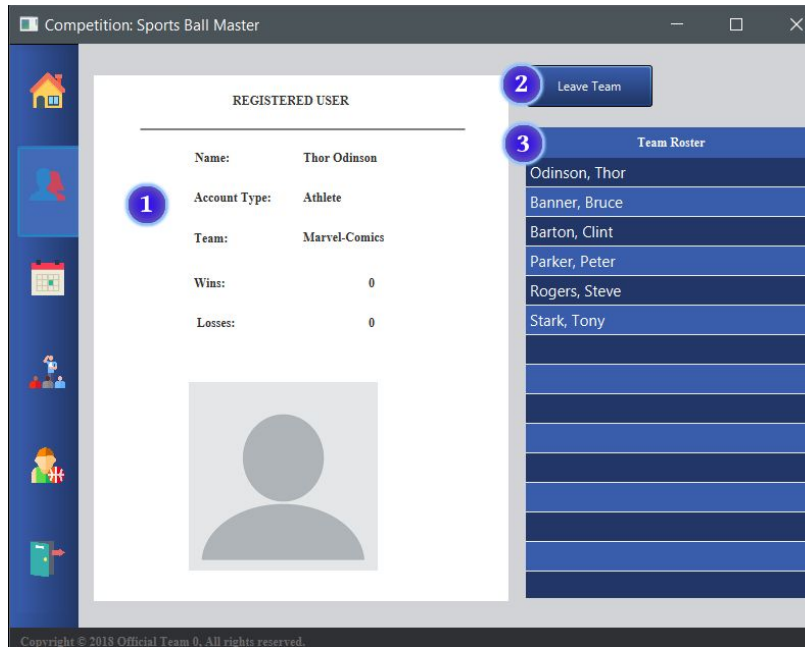 Competition: Sports Ball Master
REGISTERED USER
Name: Thor Odinson
1
Account Type: Athlete
Team: Marvel-Comics
Wins: 0
Losses: 0
2
Leave Team
3
Team Roster
Odinson, Thor
Banner, Bruce
Barton, Clint
Parker, Peter
Rogers, Steve
Stark, Tony
Copyright © 2018 Official Team 0, All rights reserved.